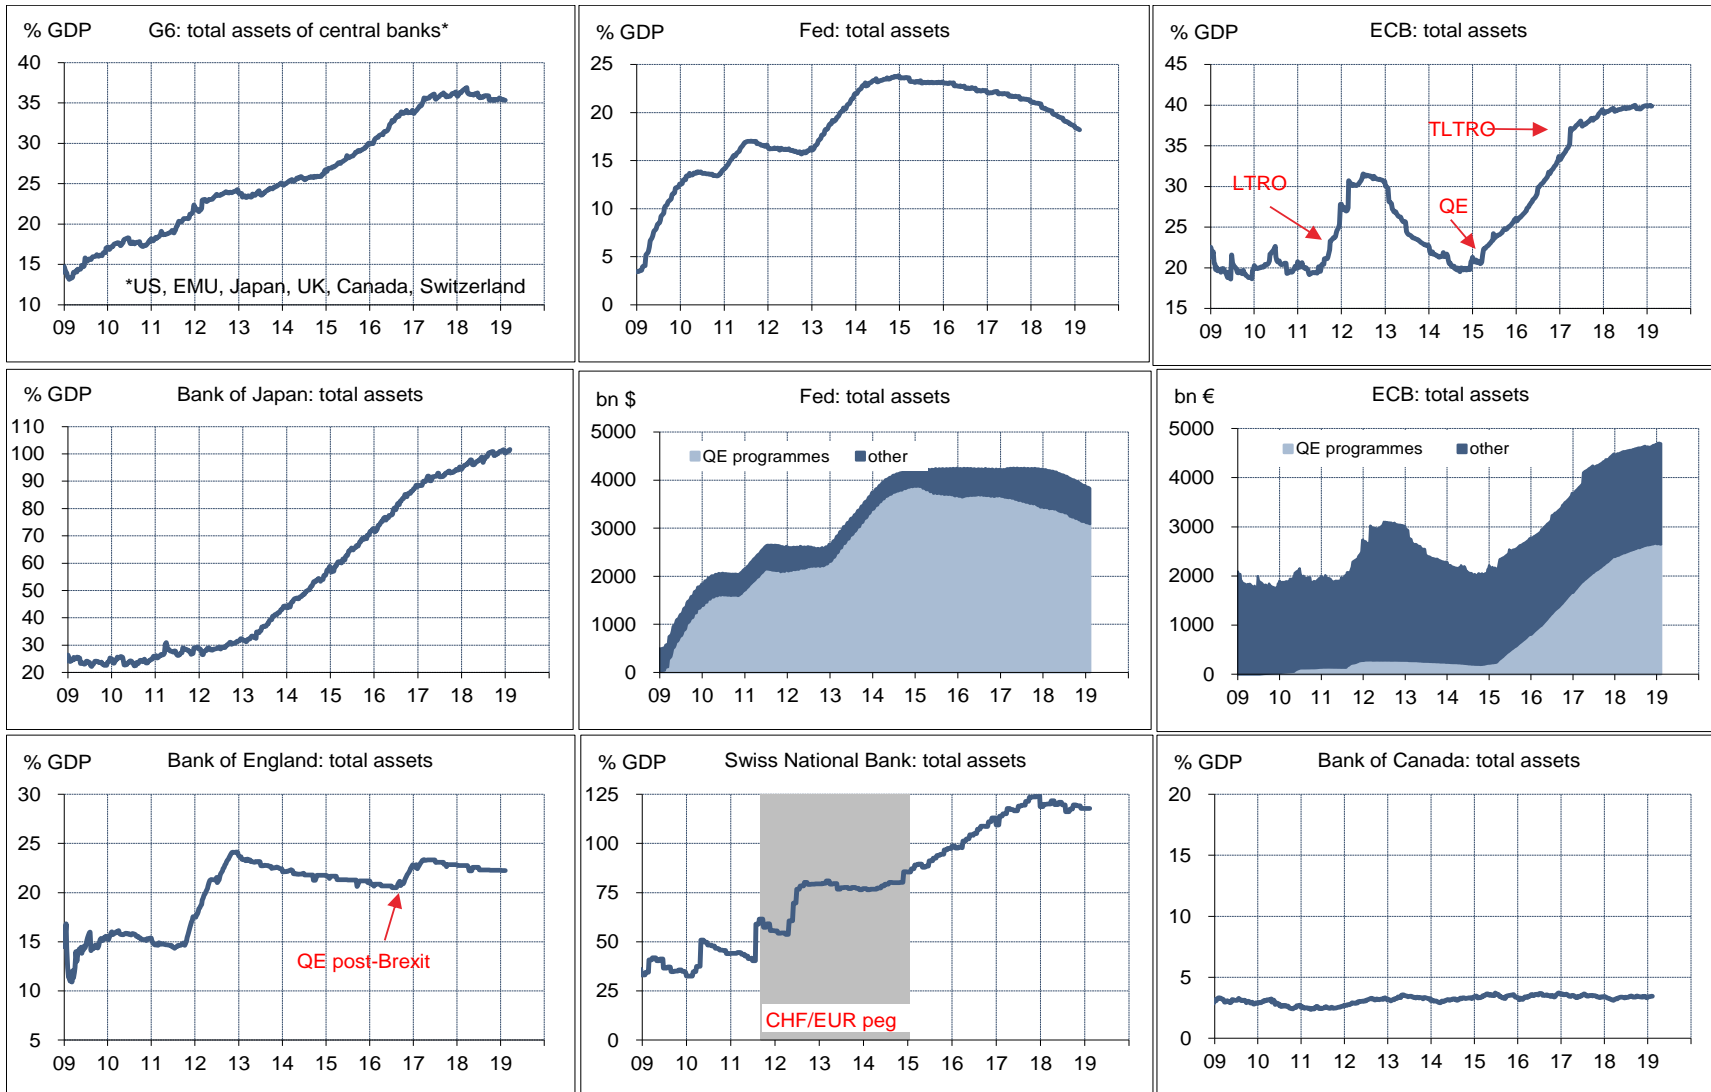 % GDP G6: total assets of central banks*
40
35
30
25
20
15
10
*US, EMU, Japan, UK, Canada, Switzerland
09 10 11 12 13 14 15 16 17 18 19
% GDP Fed: total assets
25
20
15
10
5
0
09 10 11 12 13 14 15 16 17 18 19
% GDP ECB: total assets
45
40
35
30
25
20
15
TLTRO
LTRO
QE
09 10 11 12 13 14 15 16 17 18 19
% GDP Bank of Japan: total assets
110
100
90
80
70
60
50
40
30
20
09 10 11 12 13 14 15 16 17 18 19
bn $ Fed: total assets
5000
4000
3000
2000
1000
0
QE programmes other
09 10 11 12 13 14 15 16 17 18 19
bn € ECB: total assets
5000
4000
3000
2000
1000
0
QE programmes other
09 10 11 12 13 14 15 16 17 18 19
% GDP Bank of England: total assets
30
25
20
15
10
5
QE post-Brexit
09 10 11 12 13 14 15 16 17 18 19
% GDP Swiss National Bank: total assets
125
100
75
50
25
0
CHF/EUR peg
09 10 11 12 13 14 15 16 17 18 19
% GDP Bank of Canada: total assets
20
15
10
5
0
09 10 11 12 13 14 15 16 17 18 19